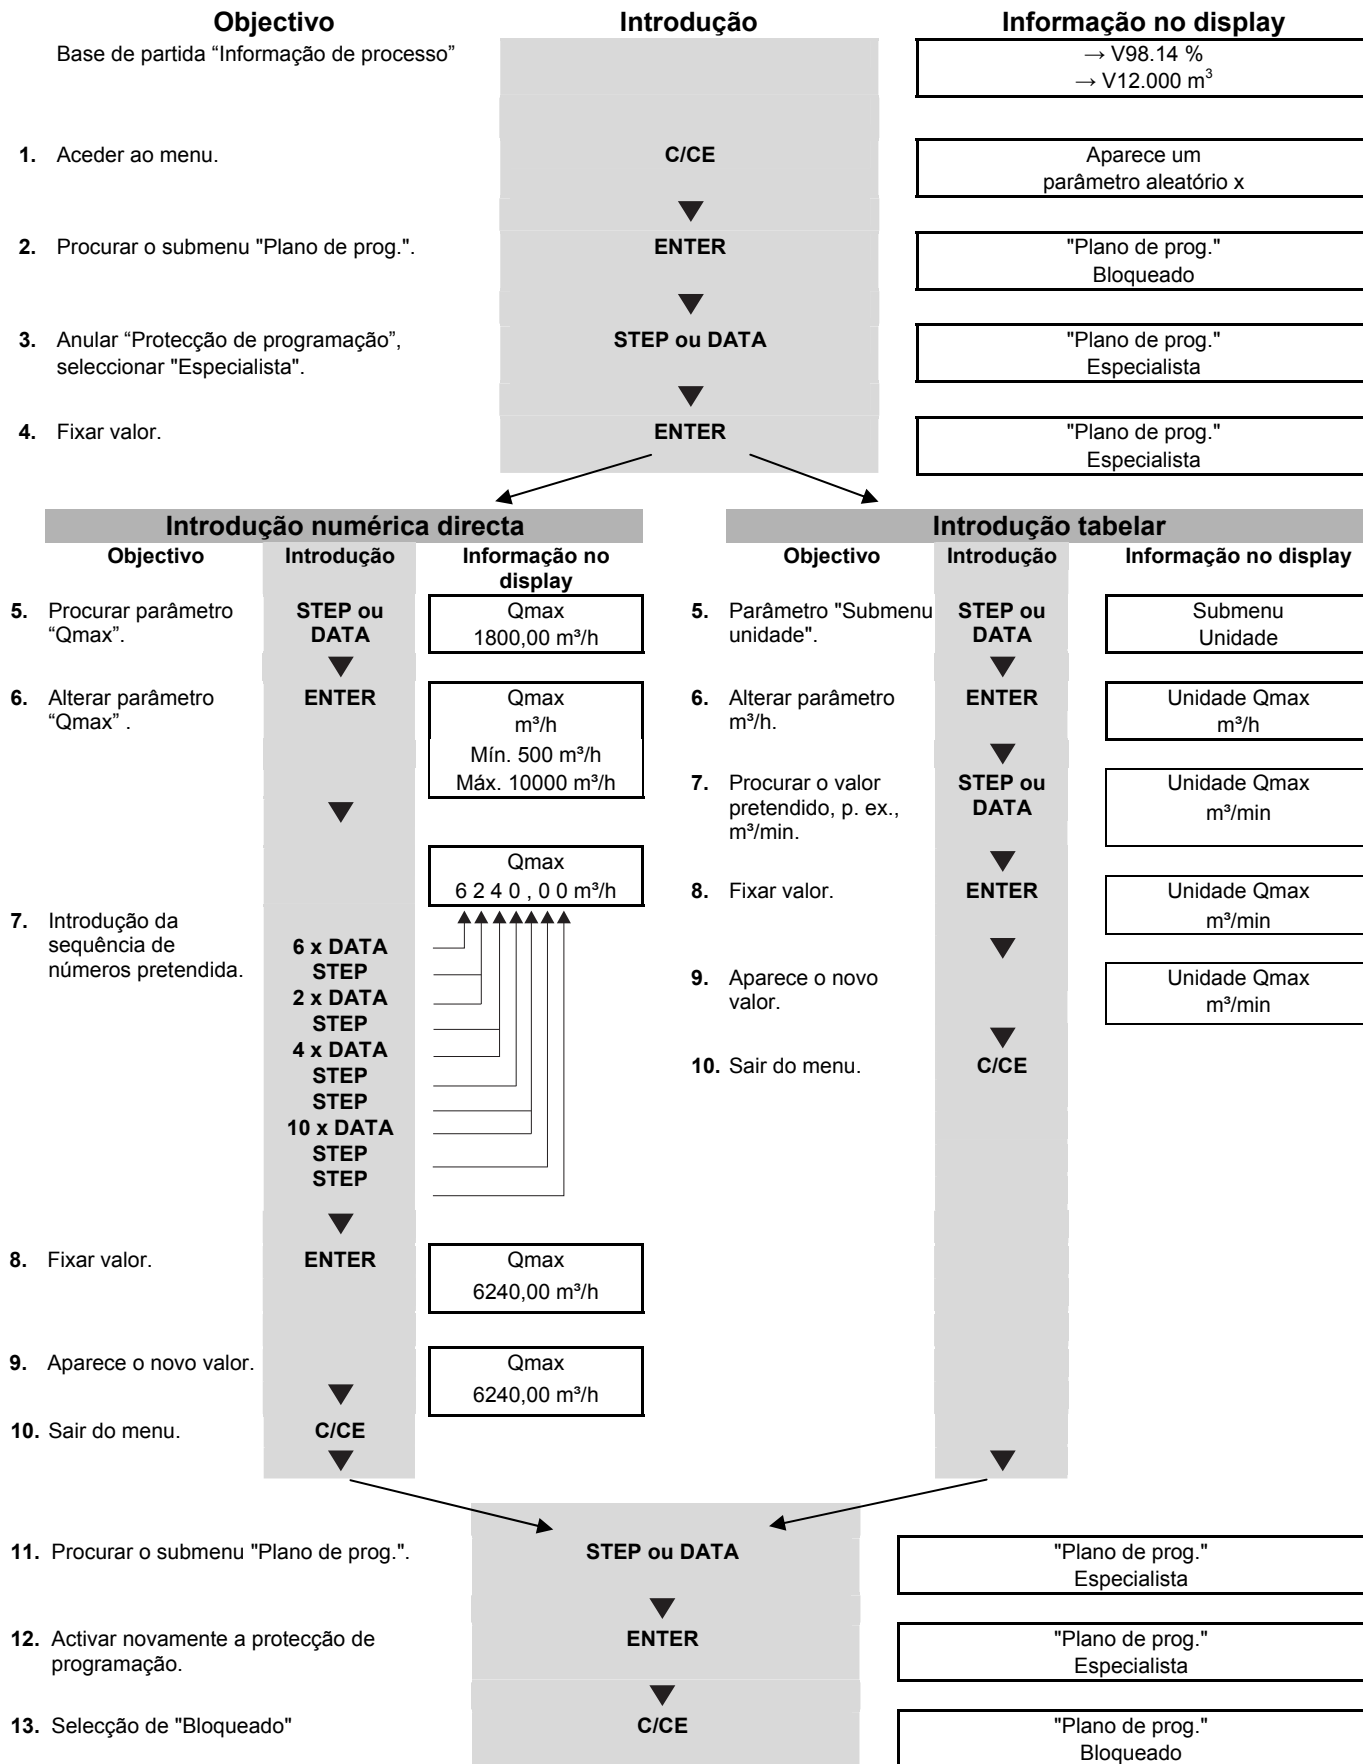 Objectivo Introdução Informação no display
Base de partida “Informação de processo”
→ V98.14 %
→ V12.000 m³
1. Aceder ao menu. C/CE
Aparece um
parâmetro aleatório x
2. Procurar o submenu "Plano de prog.". ENTER
"Plano de prog."
Bloqueado
3. Anular “Protecção de programação”,
seleccionar "Especialista".
STEP ou DATA
"Plano de prog."
Especialista
4. Fixar valor. ENTER
"Plano de prog."
Especialista
Introdução numérica directa
Objectivo Introdução Informação no
display
5. Procurar parâmetro
“Qmax”.
STEP ou
DATA
Qmax
1800,00 m³/h
6. Alterar parâmetro
“Qmax” .
ENTER
Qmax
m³/h
Mín. 500 m³/h
Máx. 10000 m³/h
Qmax
6 2 4 0 , 0 0 m³/h
7. Introdução da
sequência de
números pretendida.
6 x DATA
STEP
2 x DATA
STEP
4 x DATA
STEP
STEP
10 x DATA
STEP
STEP
8. Fixar valor. ENTER
Qmax
6240,00 m³/h
9. Aparece o novo valor.
Qmax
6240,00 m³/h
10. Sair do menu. C/CE
Introdução tabelar
Objectivo Introdução Informação no display
5. Parâmetro "Submenu
unidade".
STEP ou
DATA
Submenu
Unidade
6. Alterar parâmetro
m³/h.
ENTER
Unidade Qmax
m³/h
7. Procurar o valor
pretendido, p. ex.,
m³/min.
STEP ou
DATA
Unidade Qmax
m³/min
8. Fixar valor. ENTER
Unidade Qmax
m³/min
9. Aparece o novo
valor.
Unidade Qmax
m³/min
10. Sair do menu. C/CE
11. Procurar o submenu "Plano de prog.". STEP ou DATA
"Plano de prog."
Especialista
12. Activar novamente a protecção de
programação.
ENTER
"Plano de prog."
Especialista
13. Selecção de "Bloqueado" C/CE
"Plano de prog."
Bloqueado